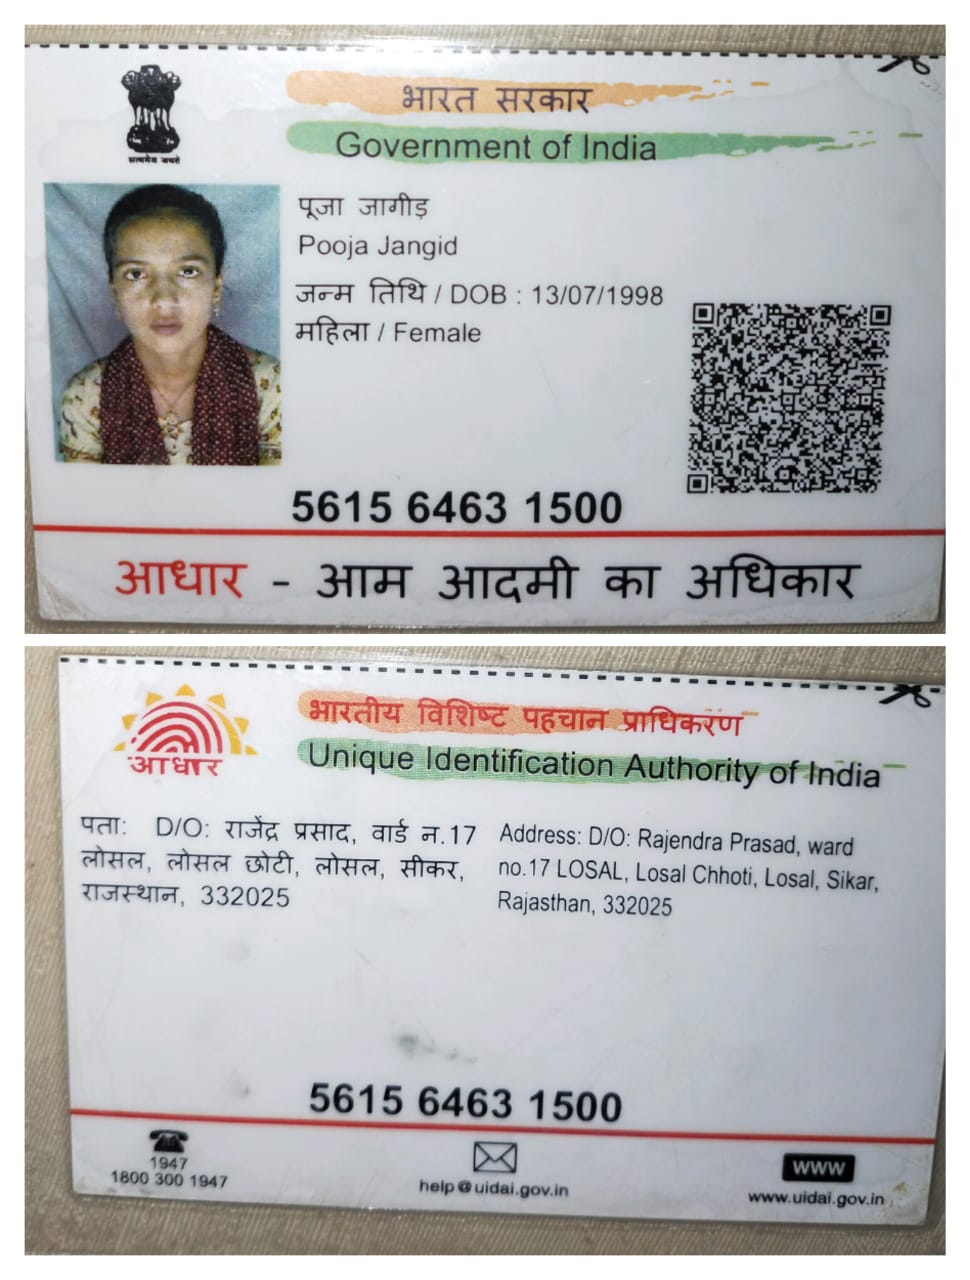 भारत सरकार
Government of India
सत्यमेव जयते
पूजा जागीड़
Pooja Jangid
जन्म तिथि / DOB : 13/07/1998
महिला / Female
5615 6463 1500
आधार - आम आदमी का अधिकार
भारतीय विशिष्ट पहचान प्राधिकरण
Unique Identification Authority of India
आधार
पता: D/O: राजेंद्र प्रसाद, वार्ड न.17
लोसल, लोसल छोटी, लोसल, सीकर,
राजस्थान, 332025
Address: D/O: Rajendra Prasad, ward
no.17 LOSAL, Losal Chhoti, Losal, Sikar,
Rajasthan, 332025
5615 6463 1500
1947
1800 300 1947
help@uidai.gov.in
www
www.uidai.gov.in